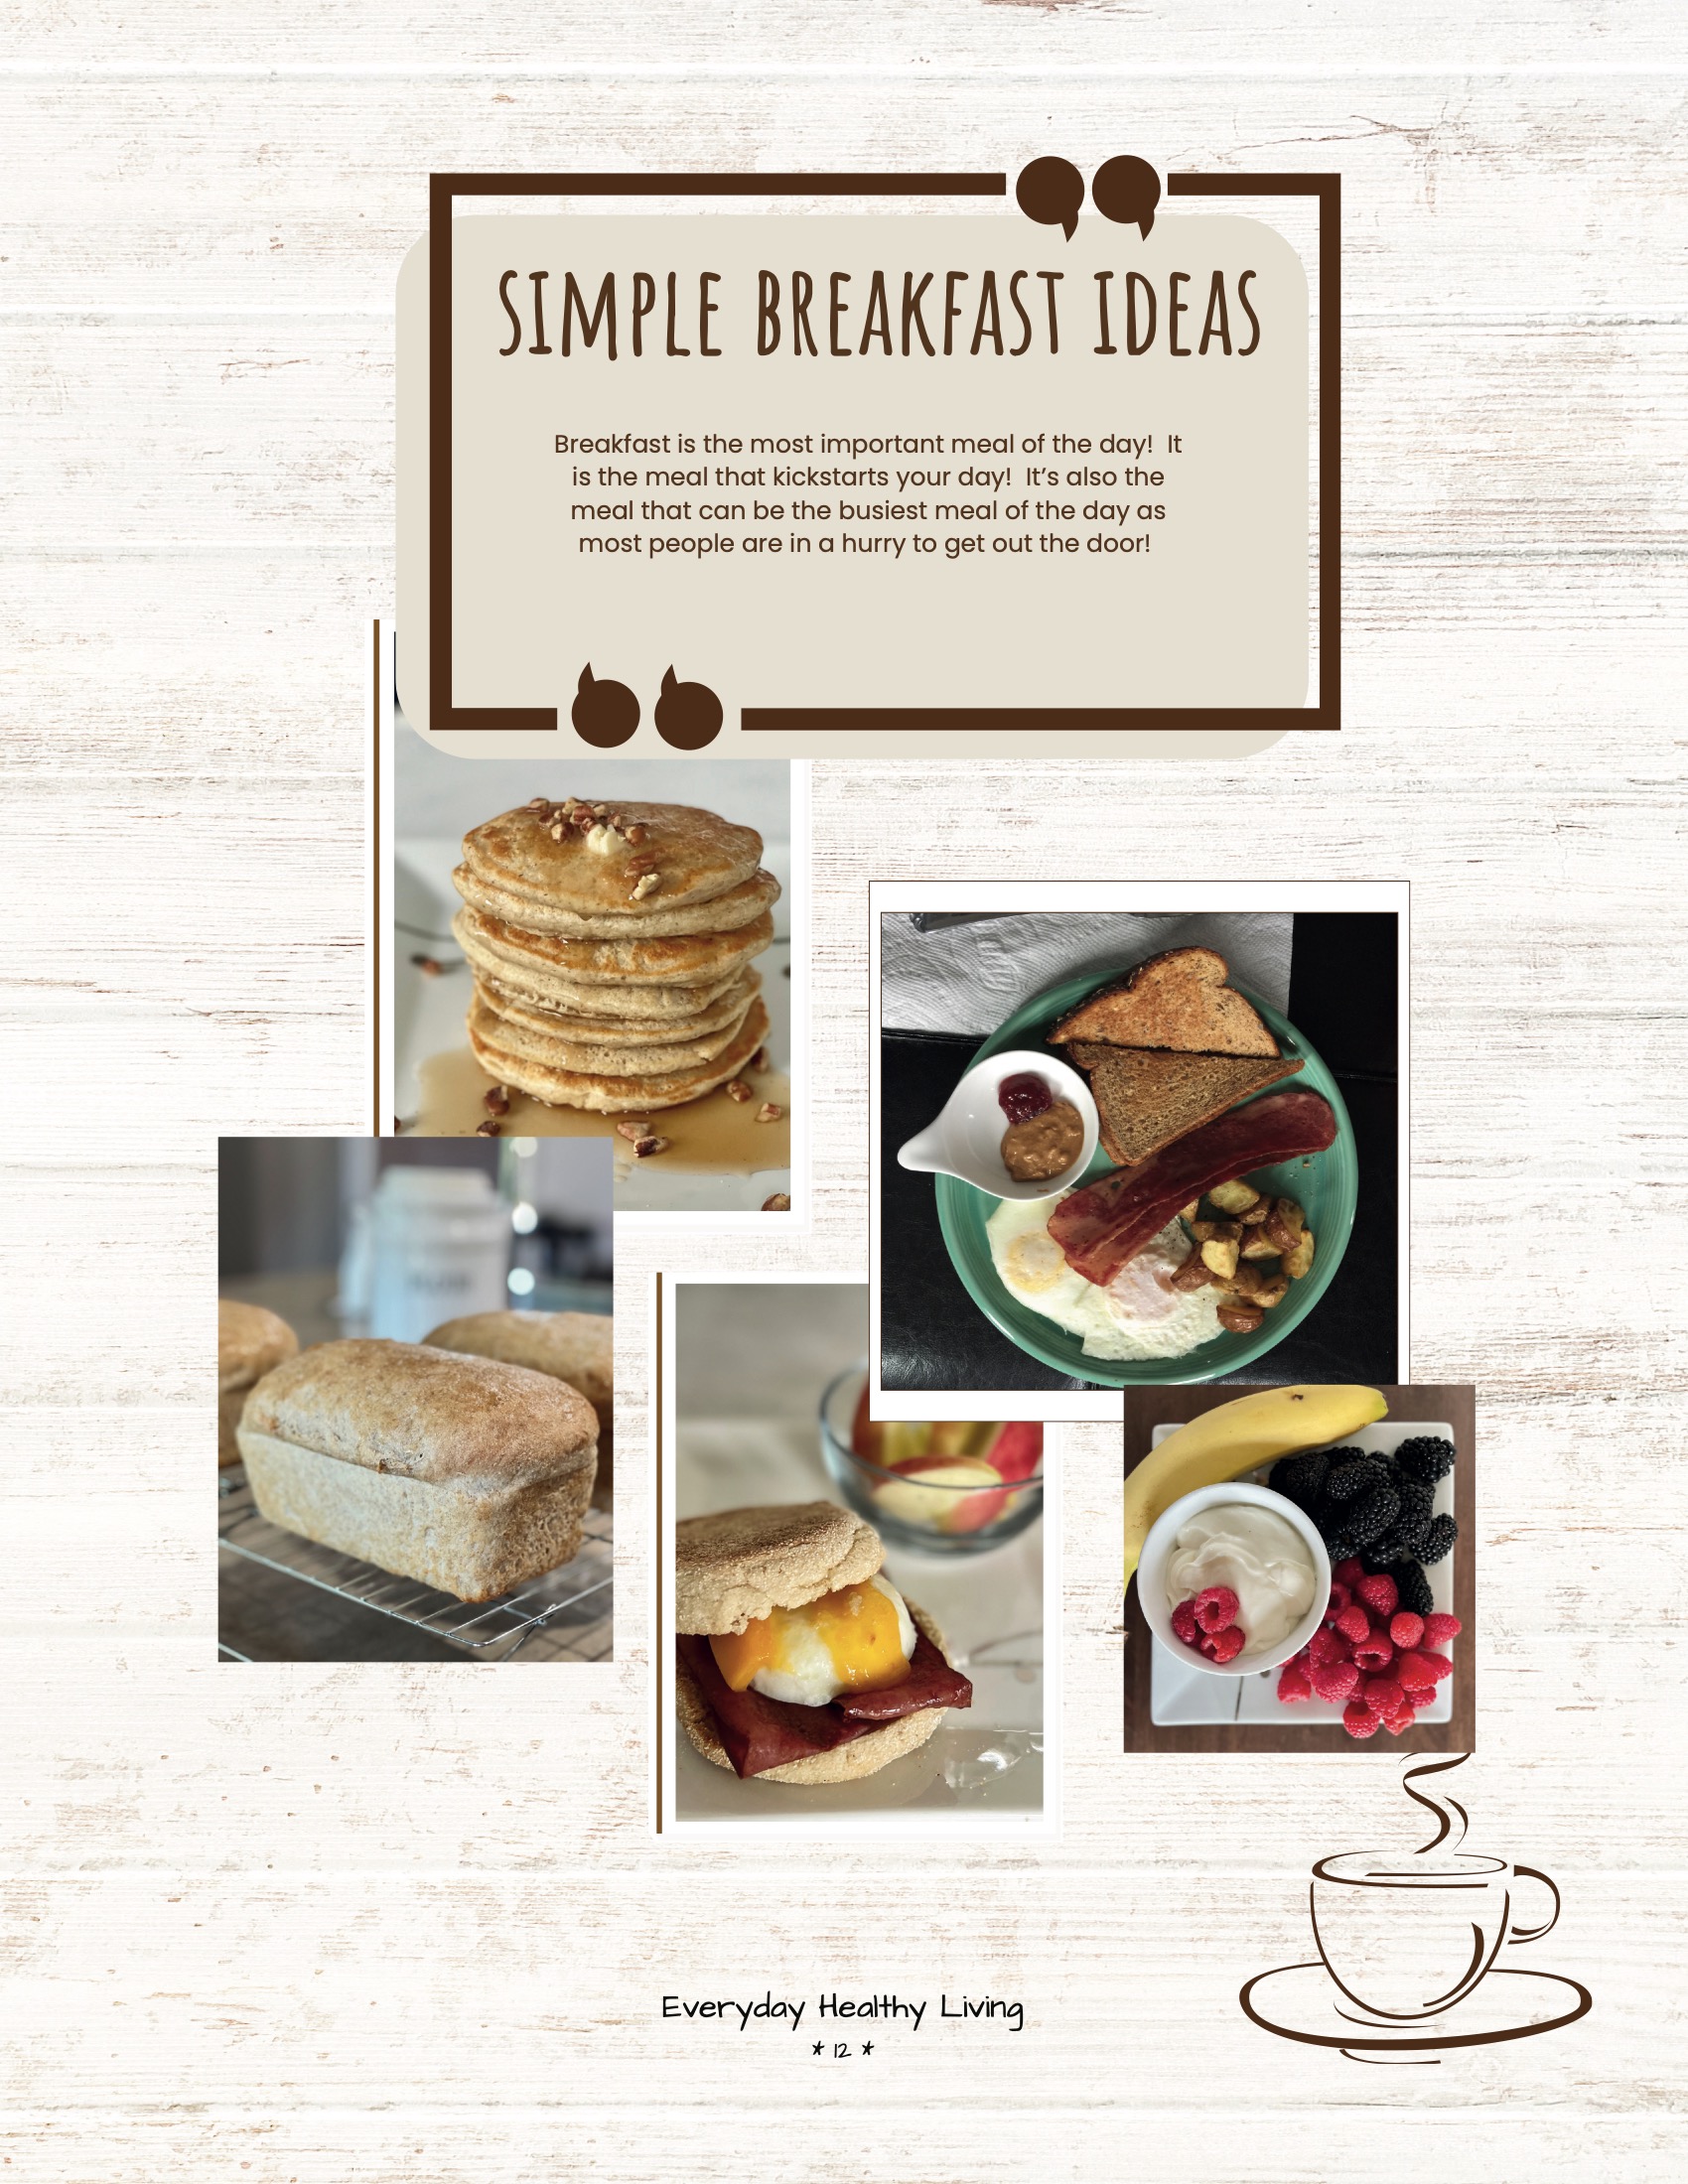 SIMPLE BREAKFAST IDEAS
Breakfast is the most important meal of the day!  It
is the meal that kickstarts your day!  It’s also the
meal that can be the busiest meal of the day as
most people are in a hurry to get out the door!
Everyday Healthy Living
* 12 *